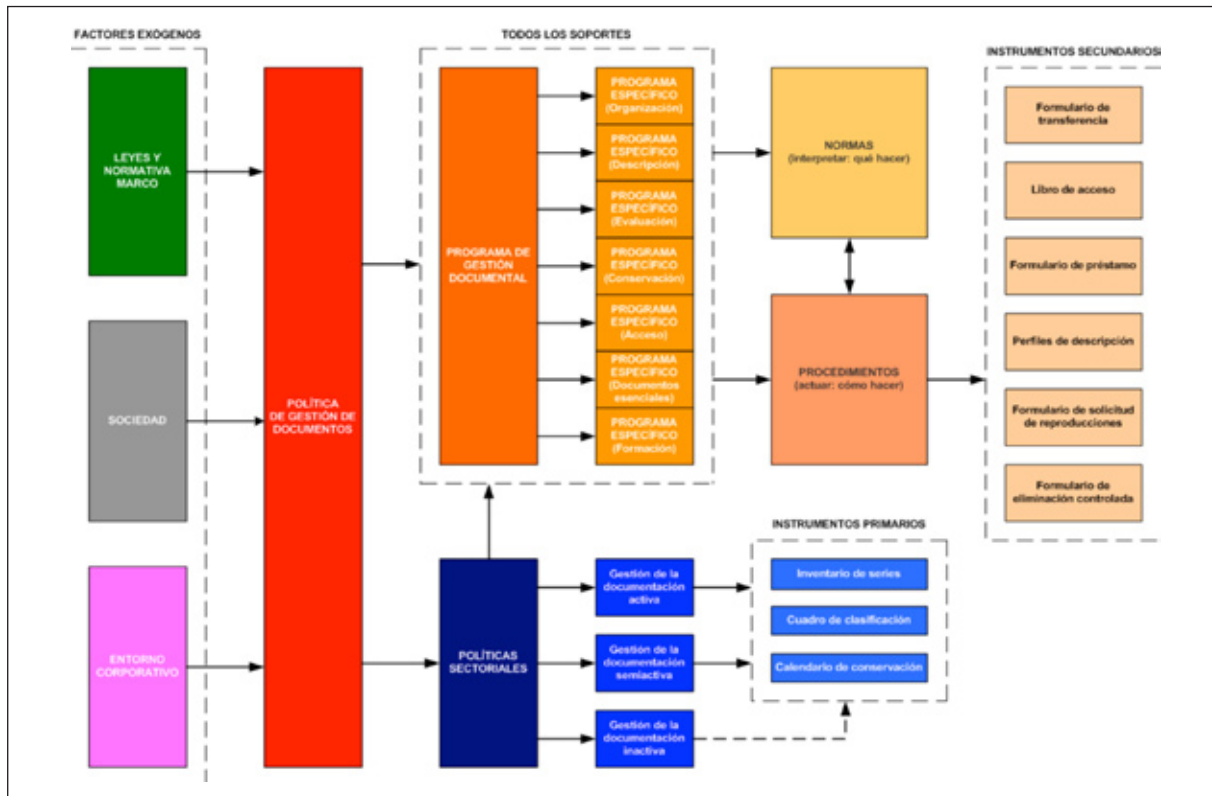 FACTORES EXOGENOS
LEYES Y
NORMATIVA
MARCO
SOCIEDAD
ENTORNO
CORPORATIVO
POLÍTICA
DE GESTIÓN DE
DOCUMENTOS
TODOS LOS SOPORTES
PROGRAMA DE
GESTIÓN
DOCUMENTAL
PROGRAMA
ESPECÍFICO
(Organización)
PROGRAMA
ESPECÍFICO
(Descripción)
PROGRAMA
ESPECÍFICO
(Evaluación)
PROGRAMA
ESPECÍFICO
(Conservación)
PROGRAMA
ESPECÍFICO
(Acceso)
PROGRAMA
ESPECÍFICO
(Documentos
esenciales)
PROGRAMA
ESPECÍFICO
(Formación)
NORMAS
(interpretar: qué hacer)
PROCEDIMIENTOS
(actuar: cómo hacer)
INSTRUMENTOS SECUNDARIOS
Formulario de
transferencia
Libro de acceso
Formulario de préstamo
Perfiles de descripción
Formulario de solicitud
de reproducciones
Formulario de
eliminación controlada
POLÍTICAS
SECTORIALES
Gestión de la
documentación
activa
Gestión de la
documentación
semiactiva
Gestión de la
documentación
inactiva
INSTRUMENTOS PRIMARIOS
Inventario de series
Cuadro de clasificación
Calendario de conservación